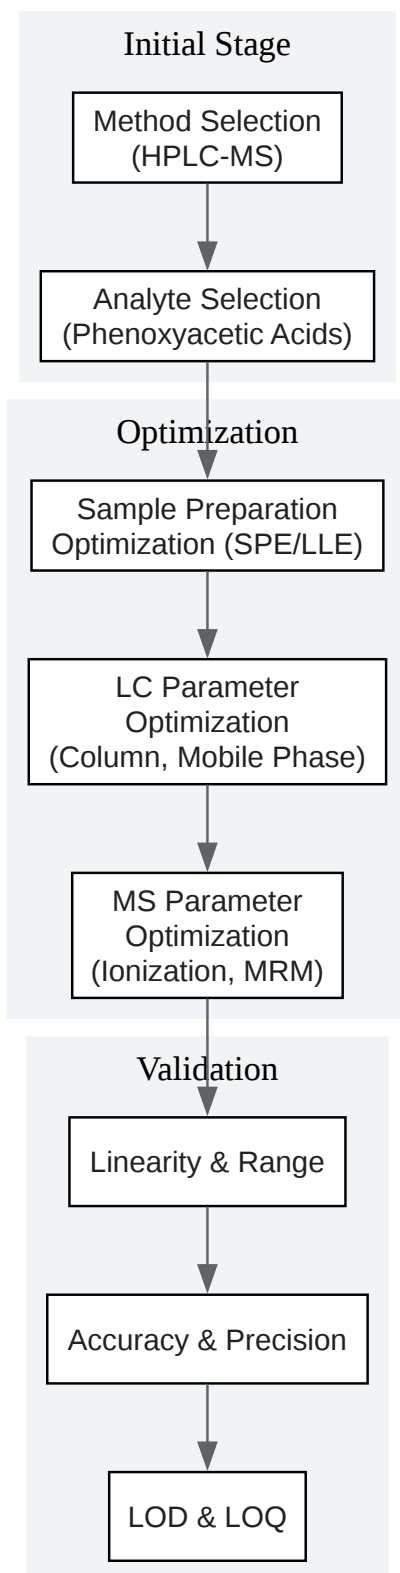 Initial Stage
Method Selection
(HPLC-MS)
Analyte Selection
(Phenoxyacetic Acids)
Optimization
Sample Preparation
Optimization (SPE/LLE)
LC Parameter
Optimization
(Column, Mobile Phase)
MS Parameter
Optimization
(Ionization, MRM)
Validation
Linearity & Range
Accuracy & Precision
LOD & LOQ